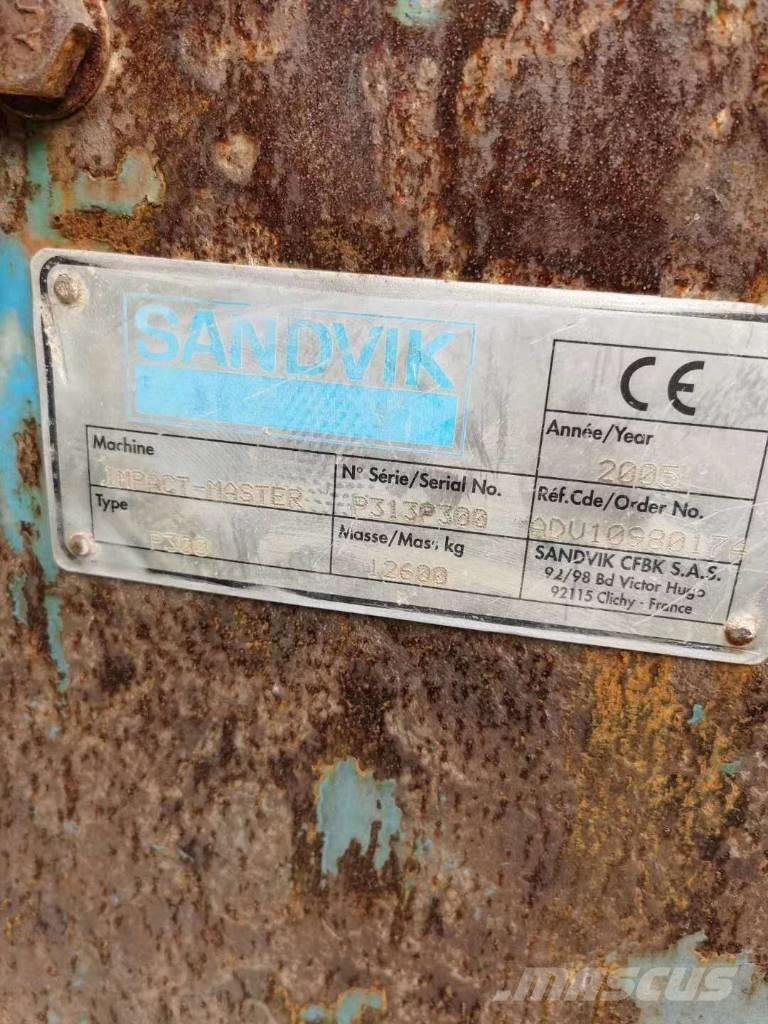 SANDVIK
CE
Année/Year
2005
Machine
IMPACT-MASTER
N° Série/Serial No.
P313P300
Réf.Cde/Order No.
ADU10980174
Type
P300
Masse/Mass kg
12600
SANDVIK CFBK S.A.S.
92/98 Bd Victor Hugo
92115 Clichy - France
mascus